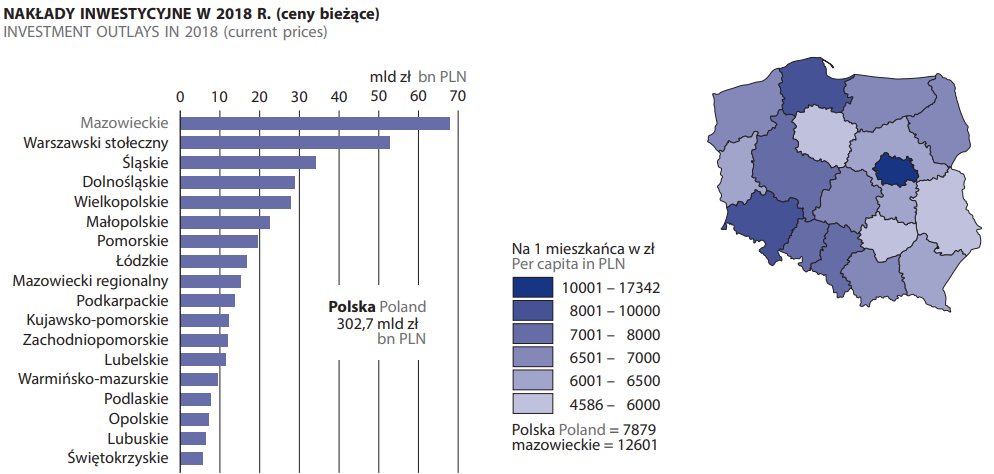 NAKŁADY INWESTYCYJNE W 2018 R. (ceny bieżące)
INVESTMENT OUTLAYS IN 2018 (current prices)
mld zł bn PLN
0 10 20 30 40 50 60 70
Mazowieckie
Warszawski stołeczny
Śląskie
Dolnośląskie
Wielkopolskie
Małopolskie
Pomorskie
Łódzkie
Mazowiecki regionalny
Podkarpackie
Kujawsko-pomorskie
Zachodniopomorskie
Lubelskie
Warmińsko-mazurskie
Podlaskie
Opolskie
Lubuskie
Świętokrzyskie
Polska Poland
302,7 mld zł
bn PLN
Na 1 mieszkańca w zł
Per capita in PLN
10001 – 17342
8001 – 10000
7001 – 8000
6501 – 7000
6001 – 6500
4586 – 6000
Polska Poland = 7879
mazowieckie = 12601